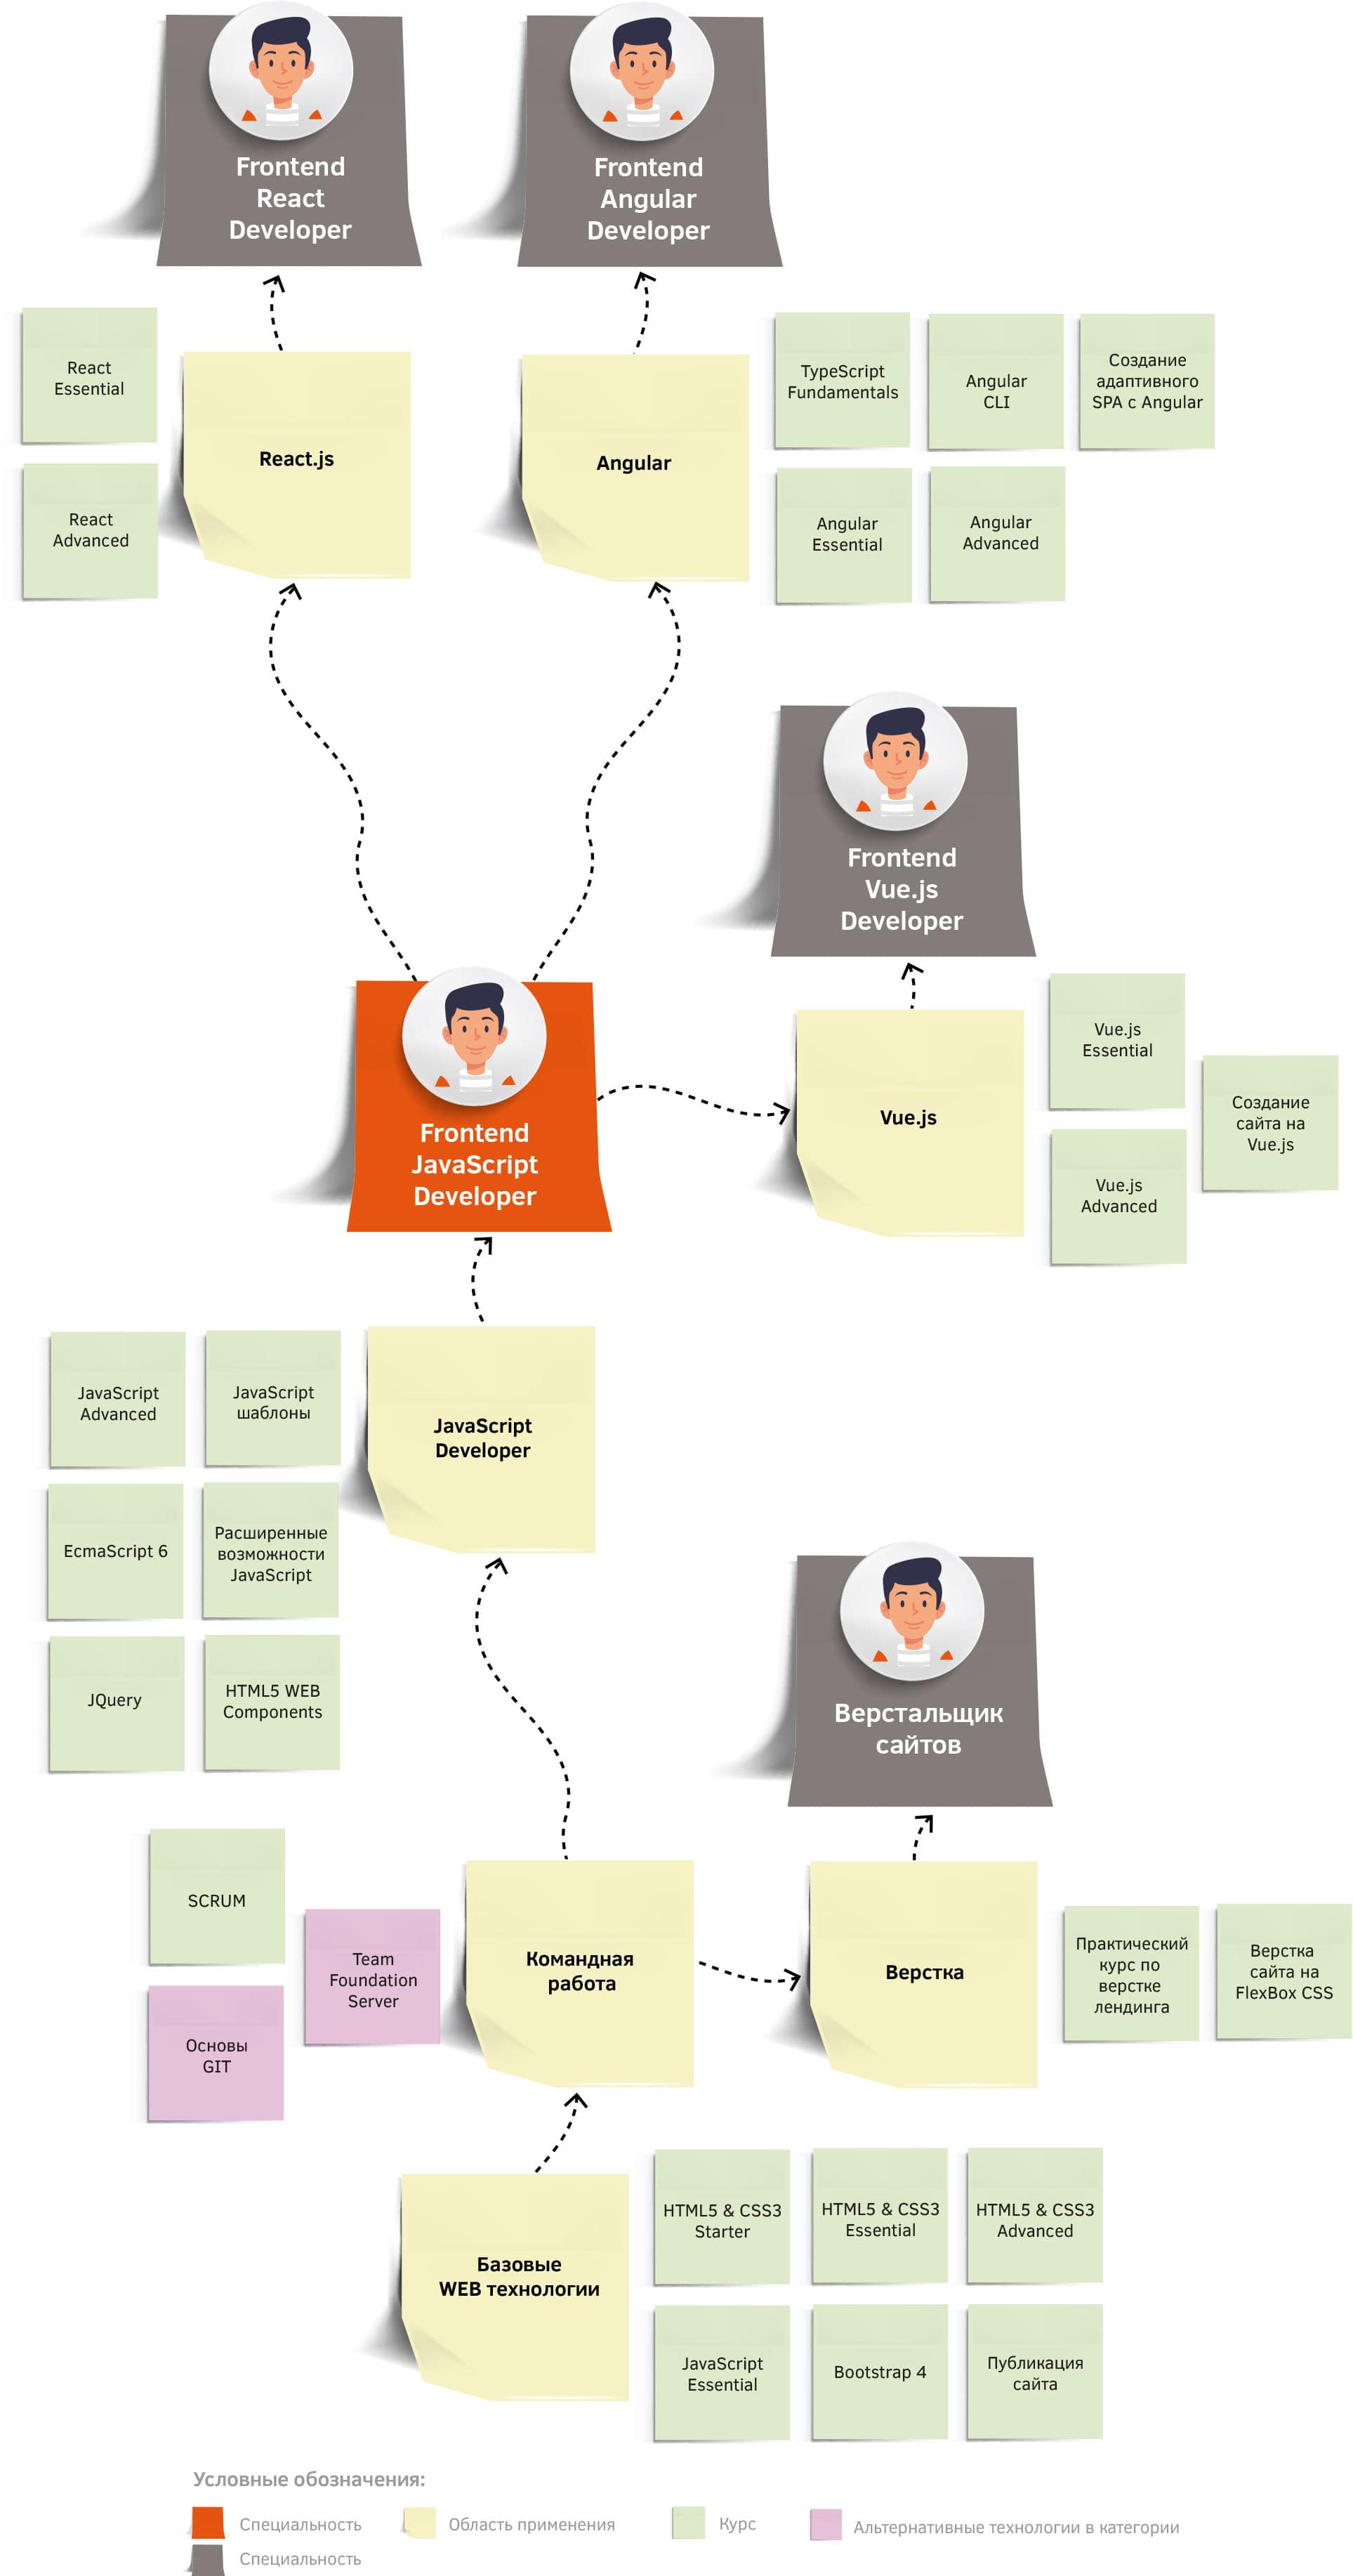 Frontend
React
Developer
Frontend
Angular
Developer
React
Essential
React
Advanced
React.js
Angular
TypeScript
Fundamentals
Angular
CLI
Создание
адаптивного
SPA с Angular
Angular
Essential
Angular
Advanced
Frontend
Vue.js
Developer
Frontend
JavaScript
Developer
Vue.js
Vue.js
Essential
Vue.js
Advanced
Создание
сайта на
Vue.js
JavaScript
Advanced
JavaScript
шаблоны
JavaScript
Developer
EcmaScript 6
Расширенные
возможности
JavaScript
JQuery
HTML5 WEB
Components
Верстальщик
сайтов
SCRUM
Team
Foundation
Server
Основы
GIT
Командная
работа
Верстка
Практический
курс по
верстке
лендинга
Верстка
сайта на
FlexBox CSS
Базовые
WEB технологии
HTML5 & CSS3
Starter
HTML5 & CSS3
Essential
HTML5 & CSS3
Advanced
JavaScript
Essential
Bootstrap 4
Публикация
сайта
Условные обозначения:
Специальность
Область применения
Курс
Альтернативные технологии в категории
Специальность